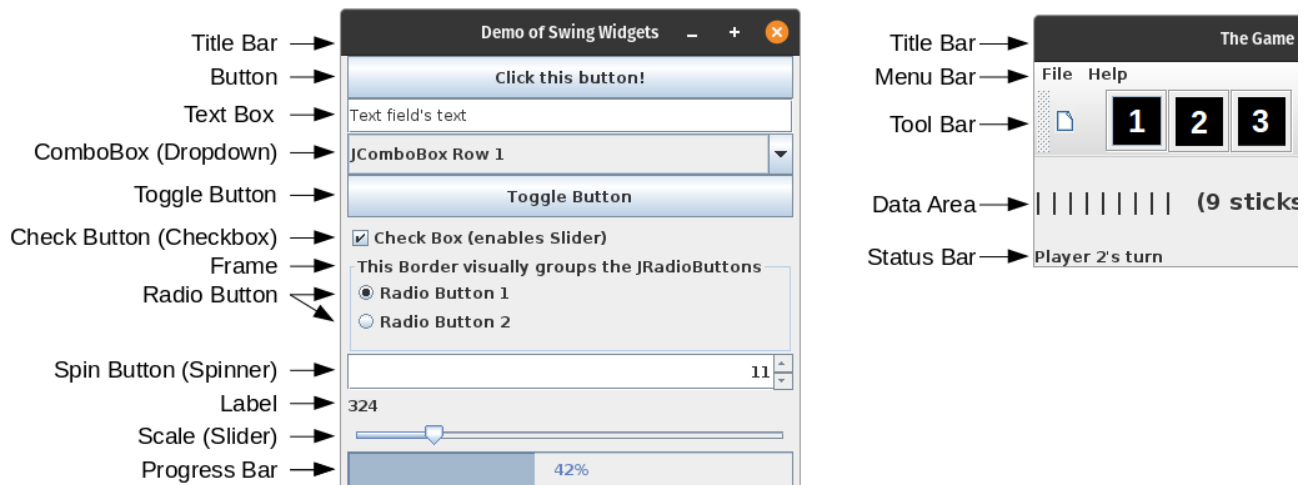 Title Bar
Demo of Swing Widgets
Button
Click this button!
Text Box
Text field's text
ComboBox (Dropdown)
JComboBox Row 1
Toggle Button
Toggle Button
Check Button (Checkbox)
Check Box (enables Slider)
Frame
This Border visually groups the JRadioButtons
Radio Button
Radio Button 1
Radio Button 2
Spin Button (Spinner)
11
Label
324
Scale (Slider)
Progress Bar
42%
Title Bar
The Game
Menu Bar
File Help
Tool Bar
1 2 3
Data Area
| | | | | | | | | (9 sticks
Status Bar
Player 2's turn